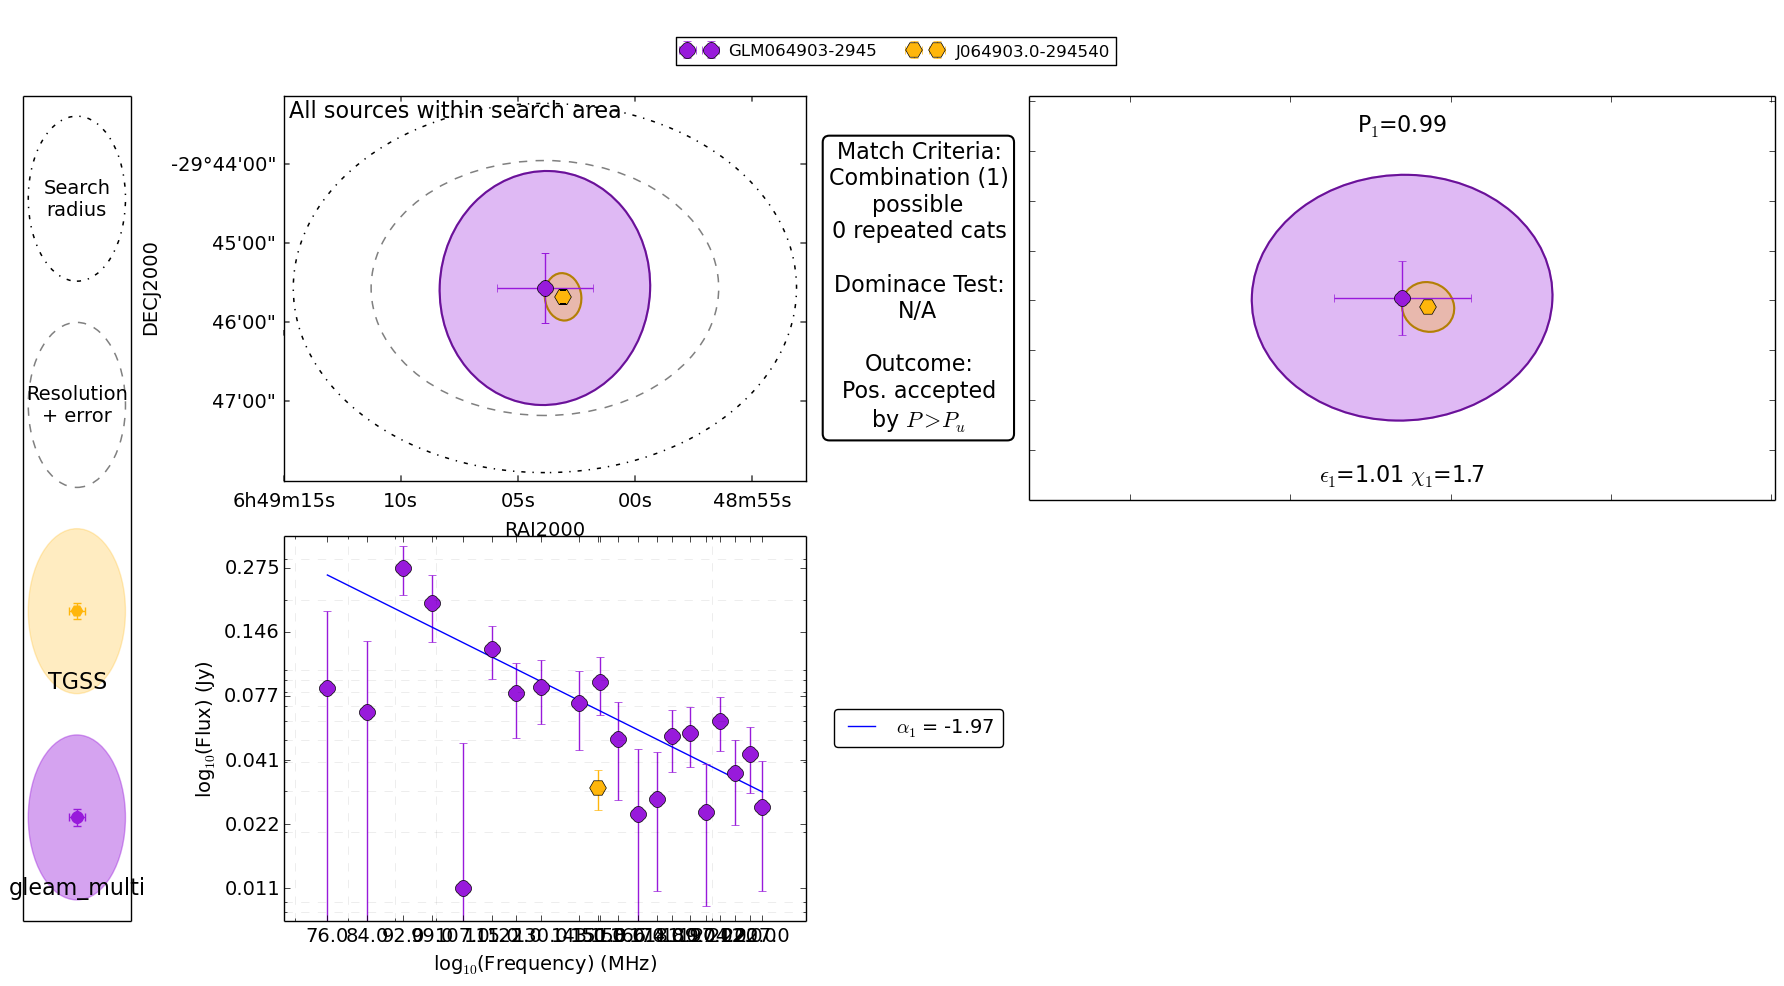 GLM064903-2945
J064903.0-294540
Search
radius
Resolution
+ error
TGSS
gleam_multi
All sources within search area
DECJ2000
-29°44'00"
45'00"
46'00"
47'00"
6h49m15s
10s
05s
00s
48m55s
RAJ2000
Match Criteria:
Combination (1)
possible
0 repeated cats
Dominace Test:
N/A
Outcome:
Pos. accepted
by P>Pu
P1=0.99
ϵ1=1.01 χ1=1.7
log10(Flux) (Jy)
0.275
0.146
0.077
0.041
0.022
0.011
76.0
84.0
92.0
99.0
log10(Frequency) (MHz)
α1 = -1.97